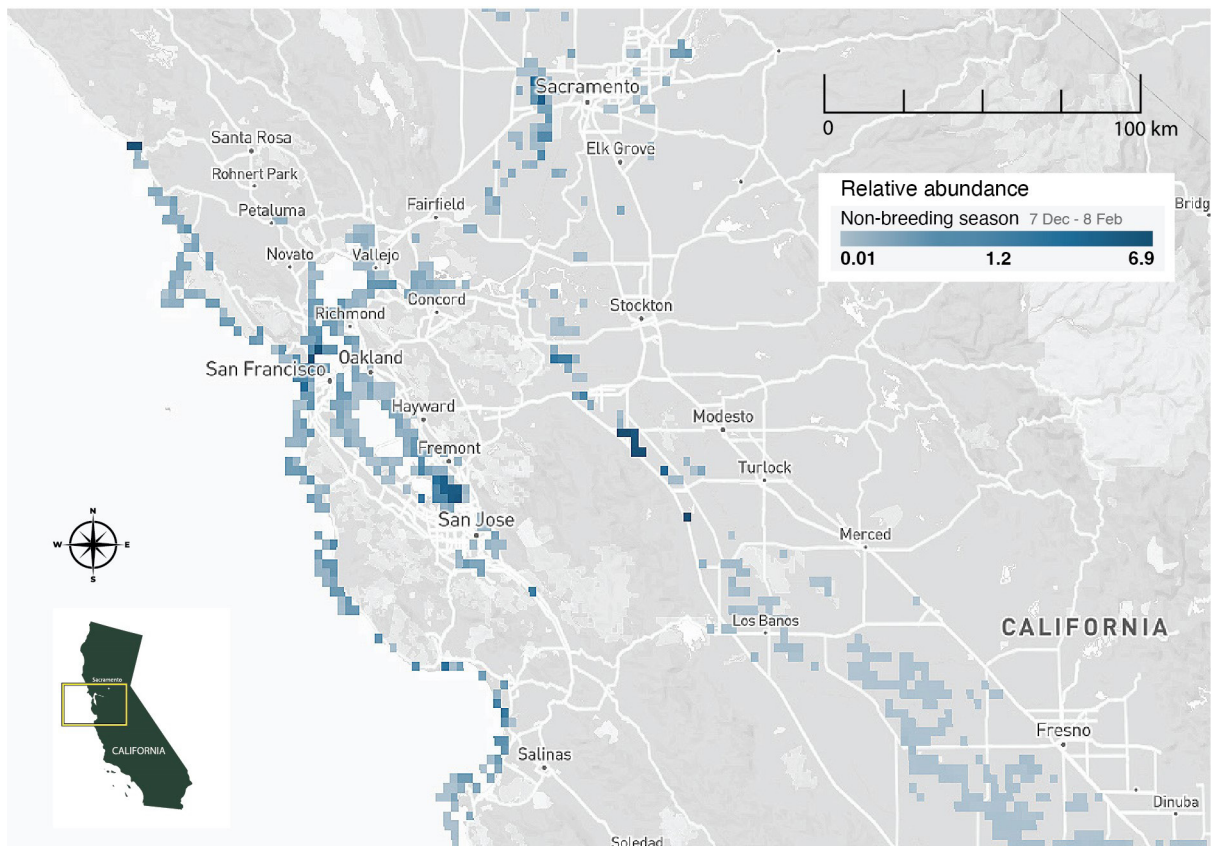 Sacramento
0 100 km
Santa Rosa
Elk Grove
Rohnert Park
Relative abundance
Fairfield
Petaluma
Bridg
Non-breeding season 7 Dec - 8 Feb
Novato
Vallejo
0.01 1.2 6.9
Concord
Stockton
Richmond
San Francisco
Oakland
Hayward
Modesto
Fremont
Turlock
N
San Jose
W E
Merced
S
Los Banos
CALIFORNIA
Sacramento
Fresno
CALIFORNIA
Salinas
Dinuba
Soledad